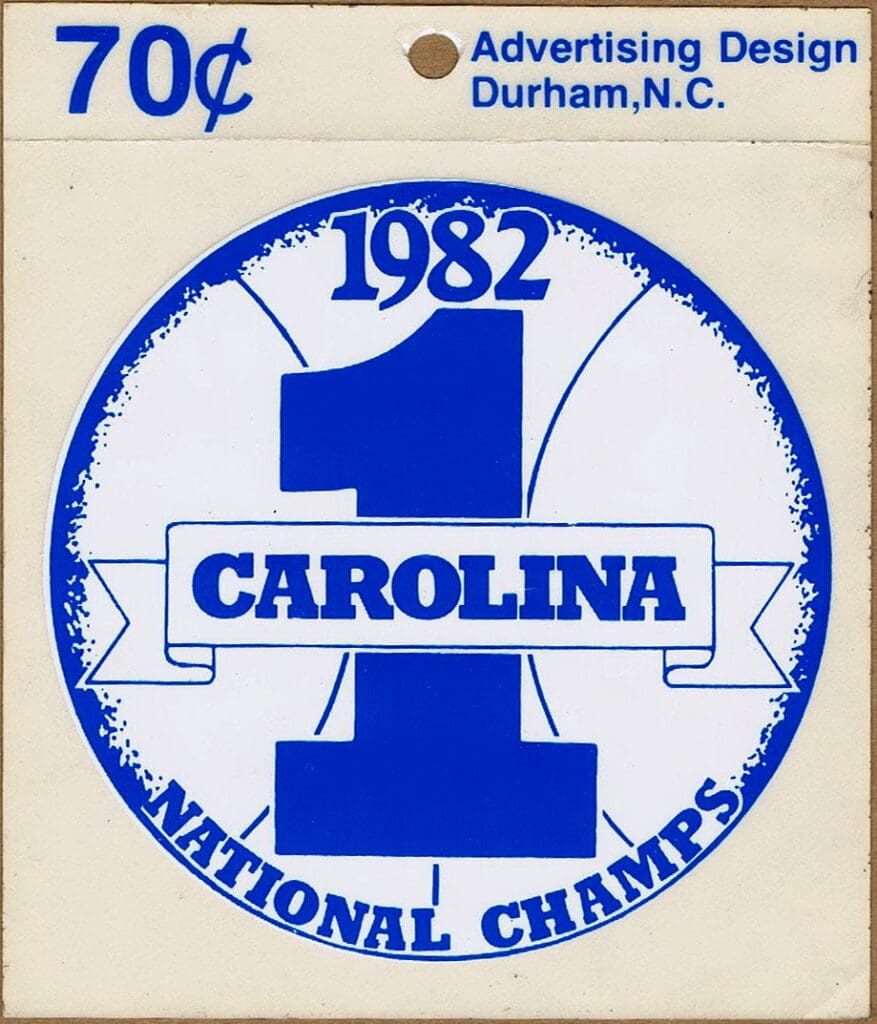 70¢
Advertising Design
Durham,N.C.
1982
1
CAROLINA
NATIONAL CHAMPS